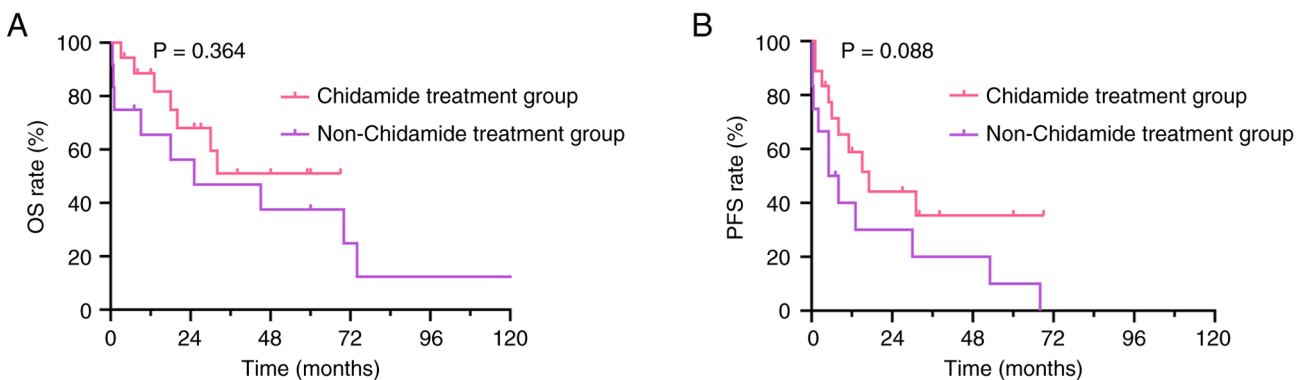 A
P = 0.364
Chidamide treatment group
Non-Chidamide treatment group
OS rate (%)
100
80
60
40
20
0
0 24 48 72 96 120
Time (months)
B
P = 0.088
Chidamide treatment group
Non-Chidamide treatment group
PFS rate (%)
100
80
60
40
20
0
0 24 48 72 96 120
Time (months)